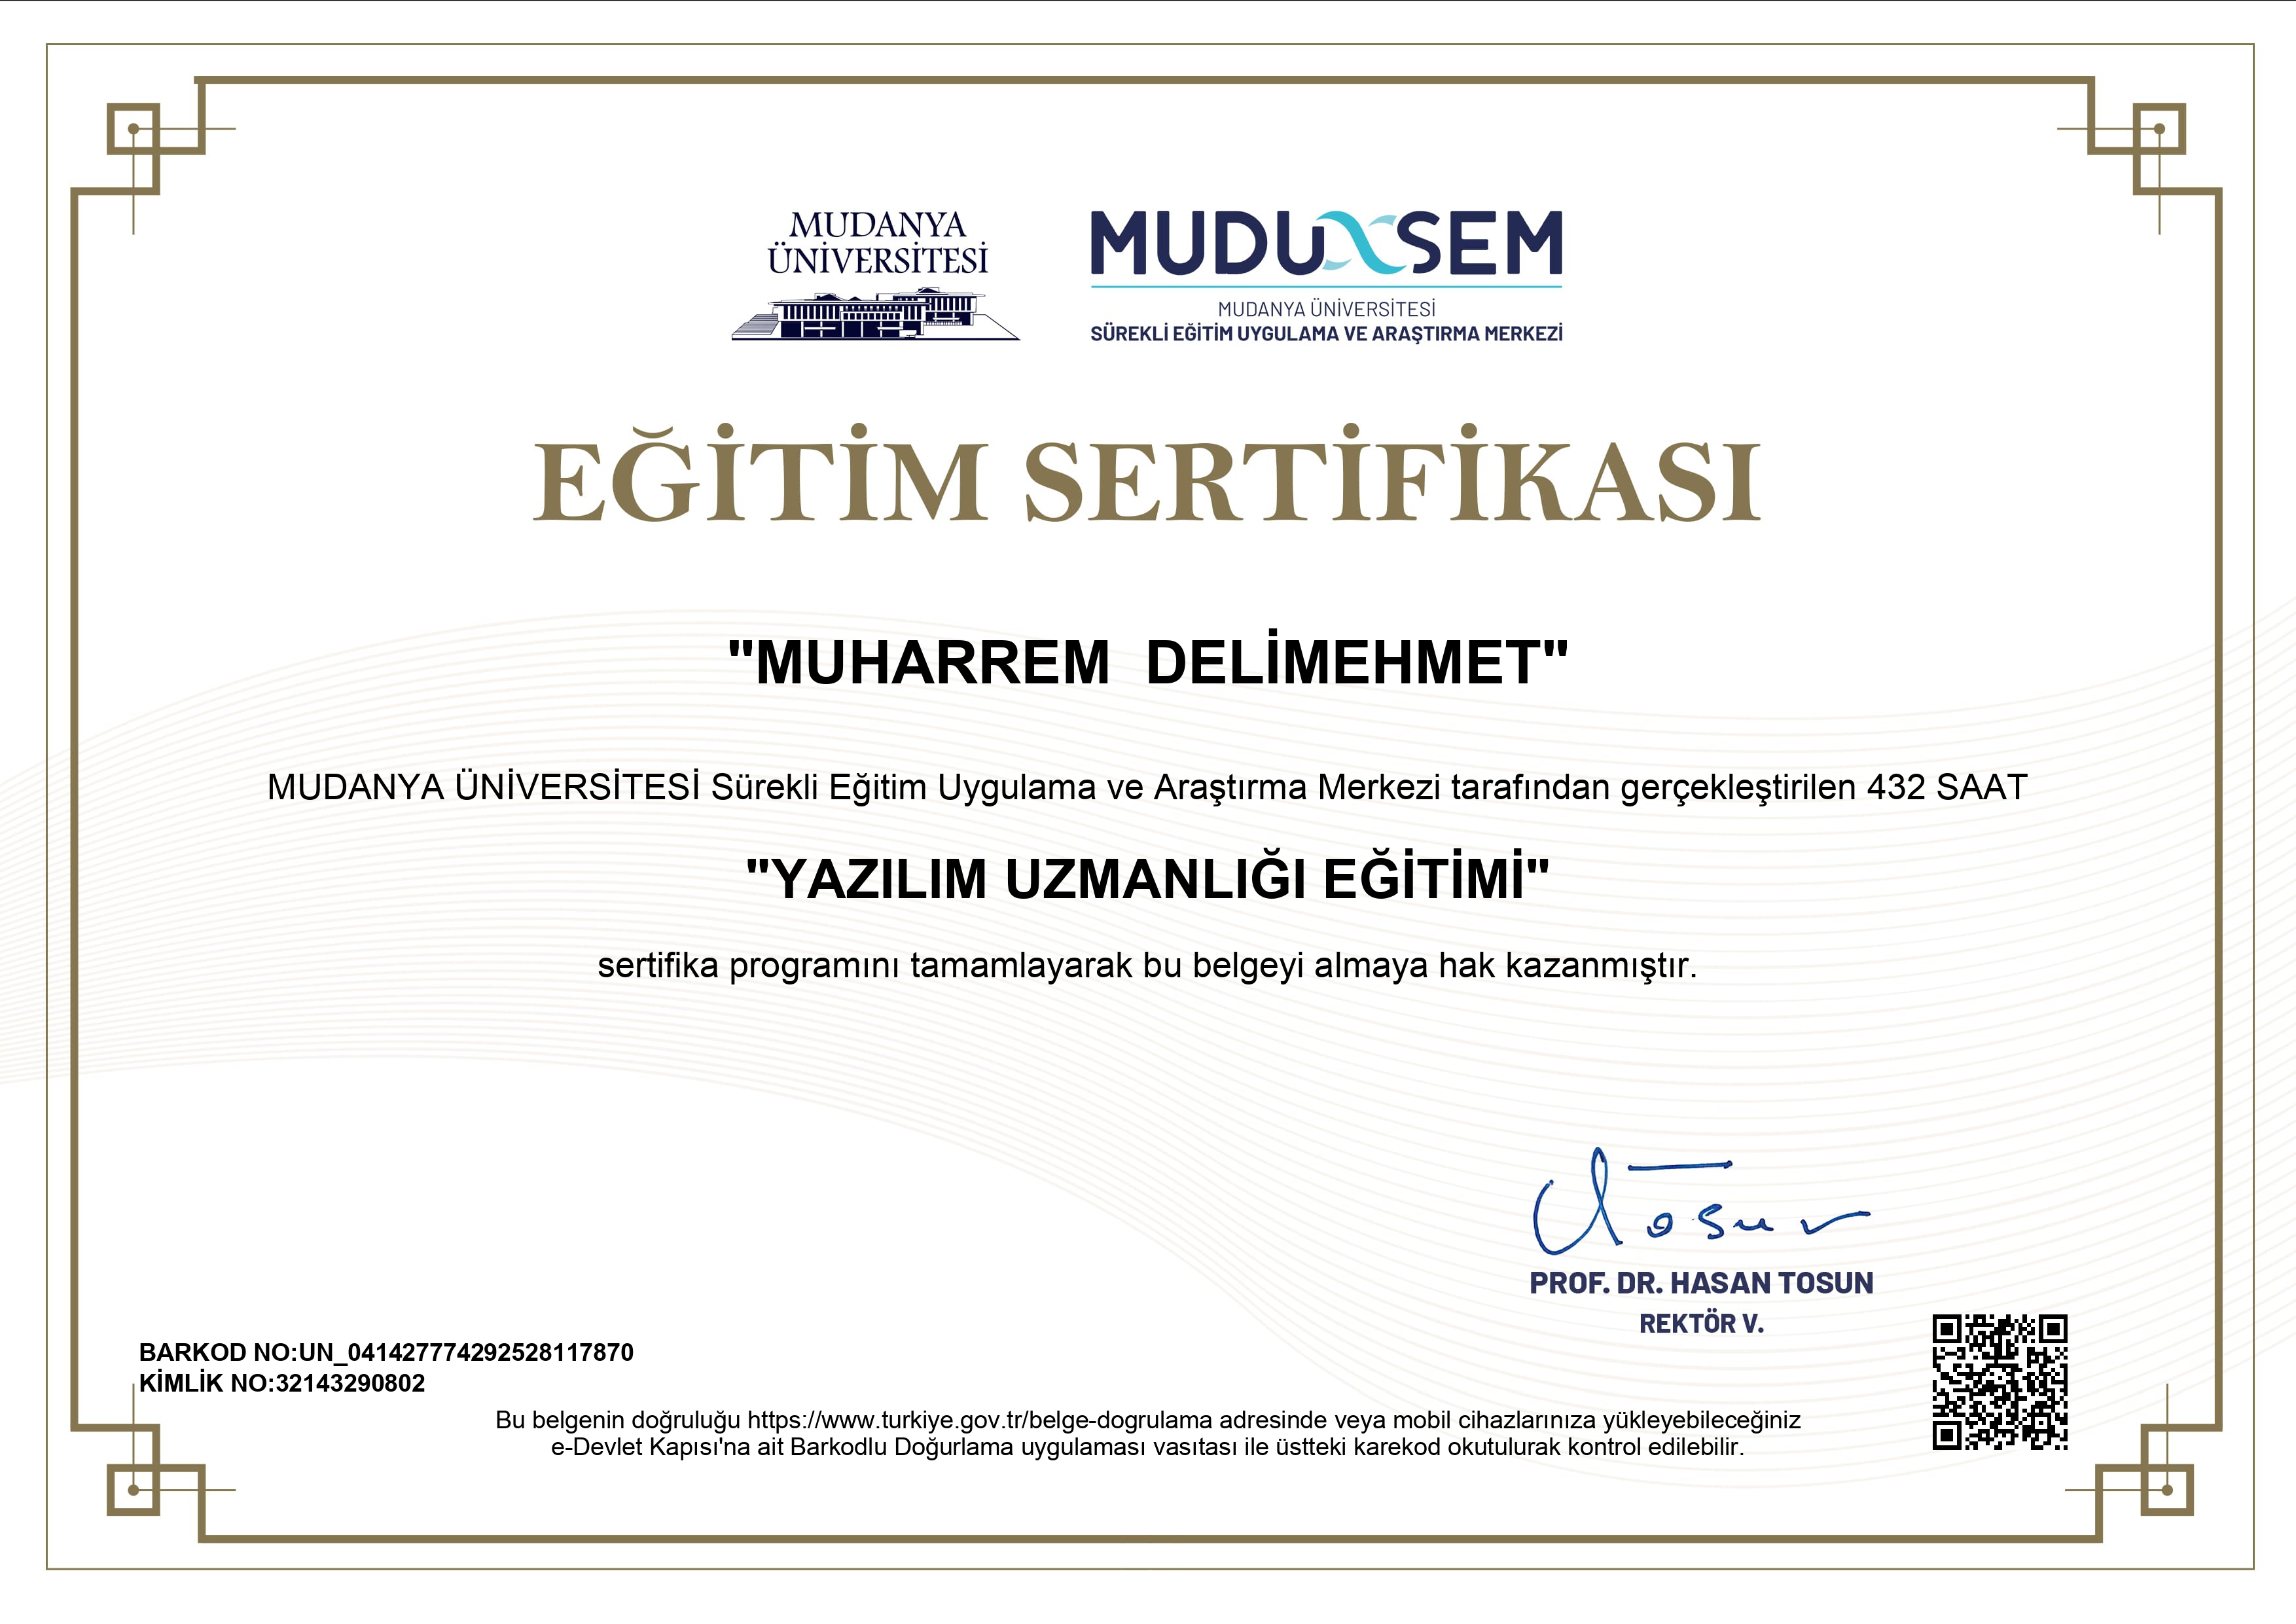 MUDANYA
ÜNİVERSİTESİ
MUDU SEM
MUDANYA ÜNİVERSİTESİ
SÜREKLİ EĞİTİM UYGULAMA VE ARAŞTIRMA MERKEZİ
EĞİTİM SERTİFİKASI
"MUHARREM  DELİMEHMET"
MUDANYA ÜNİVERSİTESİ Sürekli Eğitim Uygulama ve Araştırma Merkezi tarafından gerçekleştirilen 432 SAAT
"YAZILIM UZMANLIĞI EĞİTİMİ"
sertifika programını tamamlayarak bu belgeyi almaya hak kazanmıştır.
Tosun
PROF. DR. HASAN TOSUN
REKTÖR V.
BARKOD NO:UN_041427774292528117870
KİMLİK NO:32143290802
Bu belgenin doğruluğu https://www.turkiye.gov.tr/belge-dogrulama adresinde veya mobil cihazlarınıza yükleyebileceğiniz
e-Devlet Kapısı'na ait Barkodlu Doğurlama uygulaması vasıtası ile üstteki karekod okutulurak kontrol edilebilir.